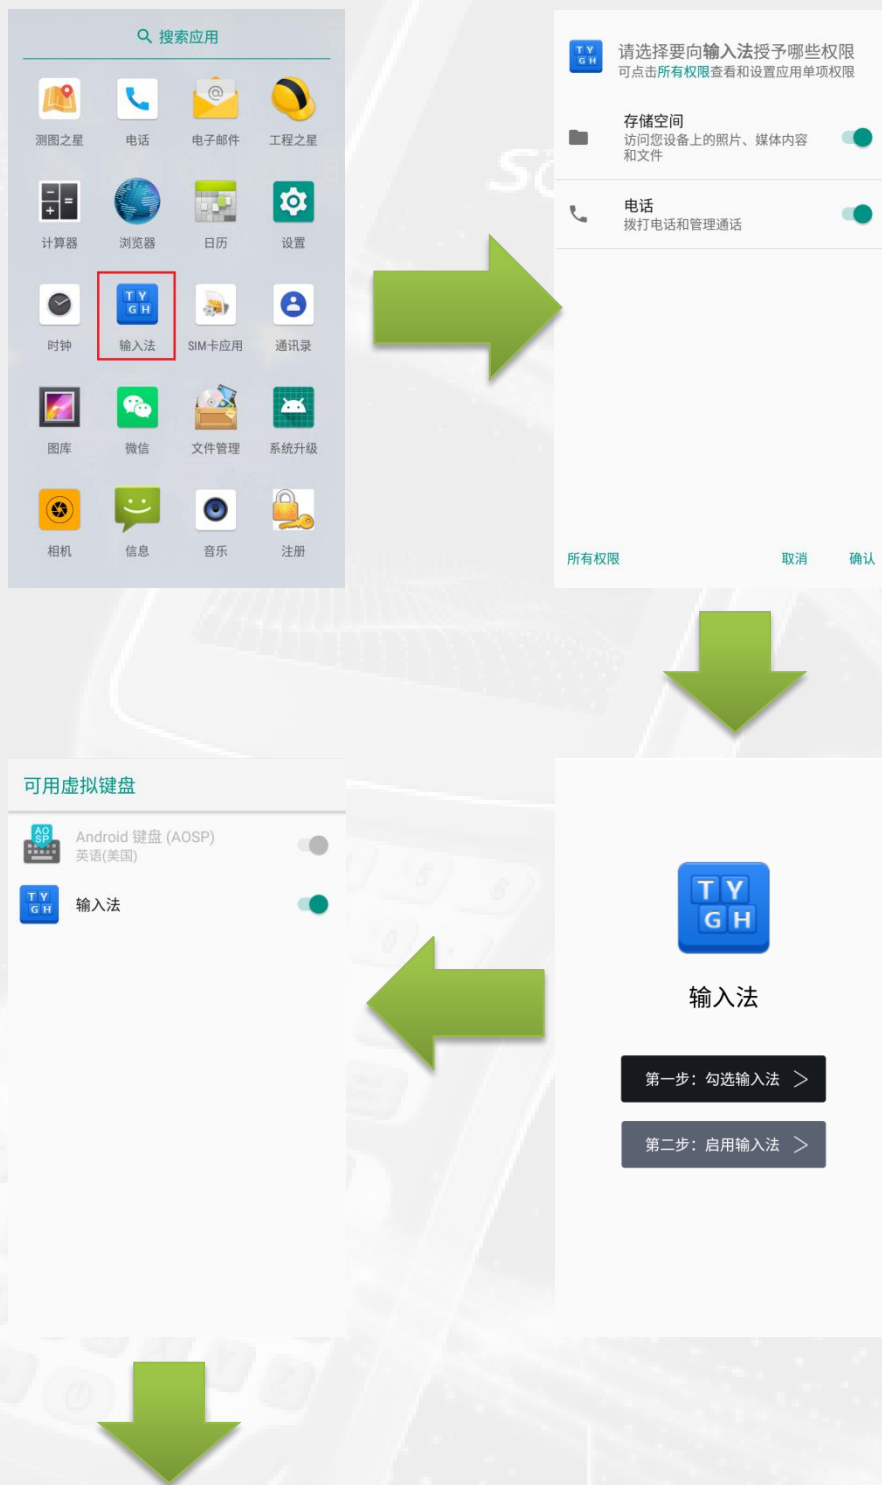 搜索应用
测图之星 电话 电子邮件 工程之星
计算器 浏览器 日历 设置
T Y
G H
时钟 输入法 SIM卡应用 通讯录
图库 微信 文件管理 系统升级
相机 信息 音乐 注册
T Y
G H
请选择要向输入法授予哪些权限
可点击所有权限查看和设置应用单项权限
存储空间
访问您设备上的照片、媒体内容
和文件
电话
拨打电话和管理通话
所有权限 取消 确认
T Y
G H
输入法
第一步：勾选输入法 >
第二步：启用输入法 >
可用虚拟键盘
AO
SP
Android 键盘 (AOSP)
英语(美国)
T Y
G H
输入法